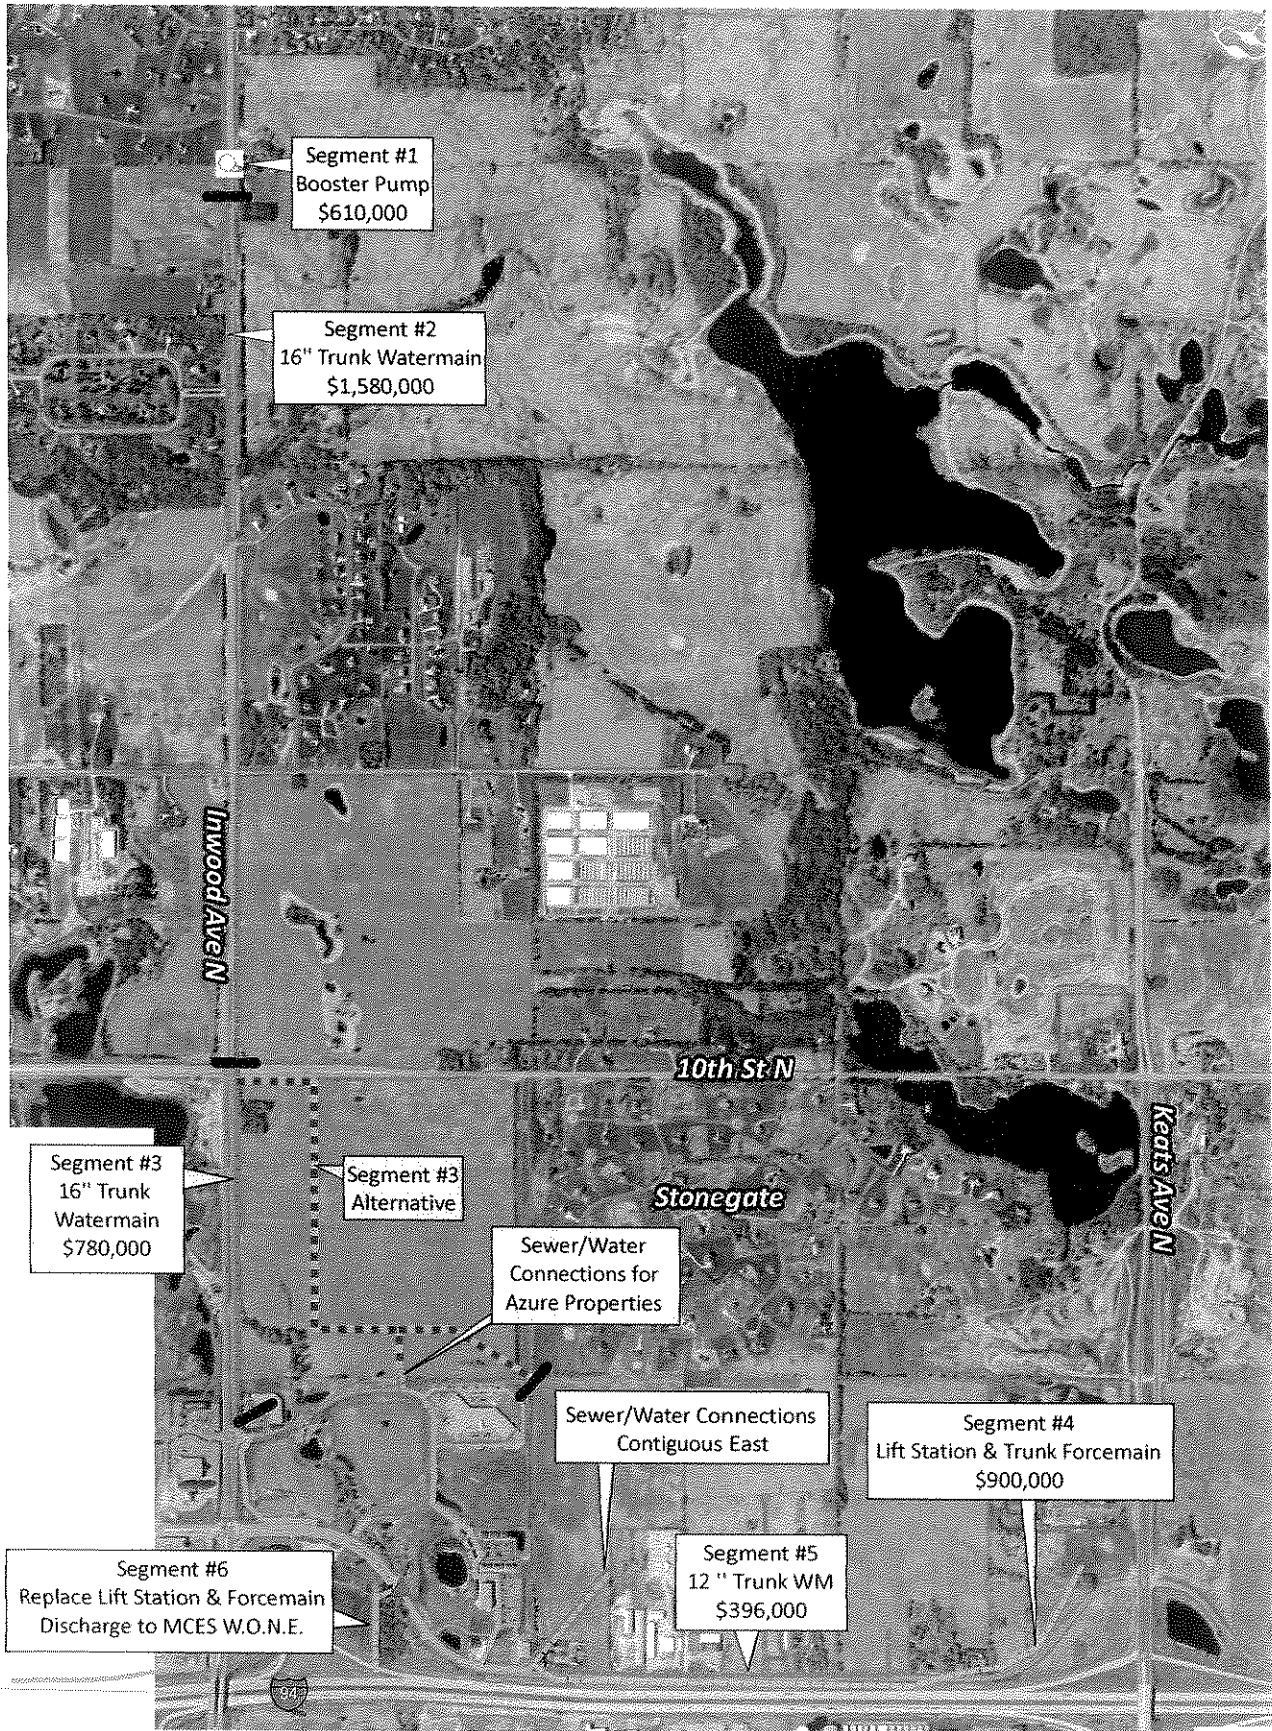 Segment #1
Booster Pump
$610,000
Segment #2
16" Trunk Watermain
$1,580,000
Inwood Ave N
10th St N
Keats Ave N
Segment #3
16" Trunk
Watermain
$780,000
Segment #3
Alternative
Stonegate
Sewer/Water
Connections for
Azure Properties
Sewer/Water Connections
Contiguous East
Segment #4
Lift Station & Trunk Forcemain
$900,000
Segment #5
12 " Trunk WM
$396,000
Segment #6
Replace Lift Station & Forcemain
Discharge to MCES W.O.N.E.
94